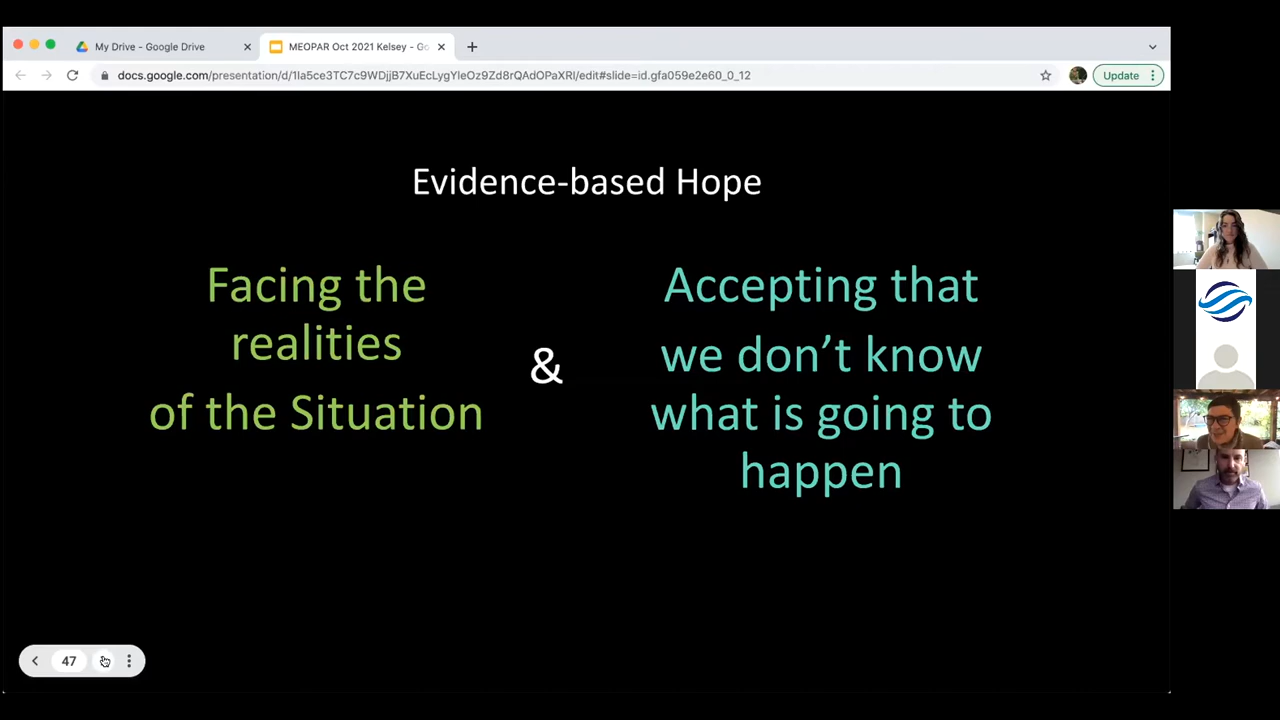 My Drive - Google Drive
MEOPAR Oct 2021 Kelsey - Go
docs.google.com/presentation/d/1Ia5ce3TC7c9WDjjB7XuEcLygYleOz9Zd8rQAdOPaXRI/edit#slide=id.gfa059e2e60_0_12
Update
Evidence-based Hope
Facing the
realities
of the Situation
&
Accepting that
we don’t know
what is going to
happen
47